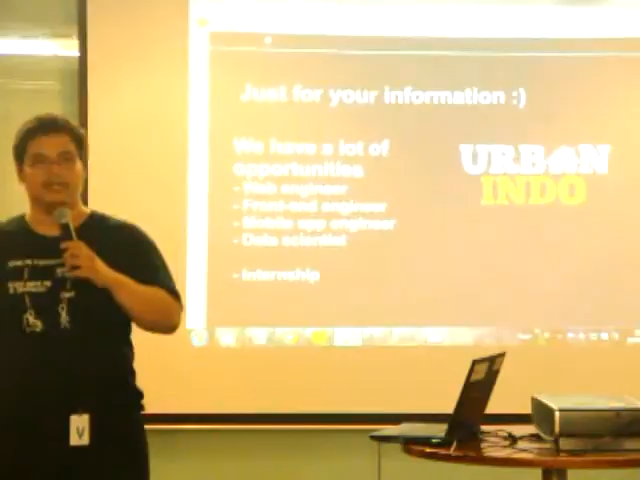 Just for your information :)
We have a lot of
opportunities
- Web engineer
- Front-end engineer
- Mobile app engineer
- Data scientist
- Internship
URBAN
INDO
V